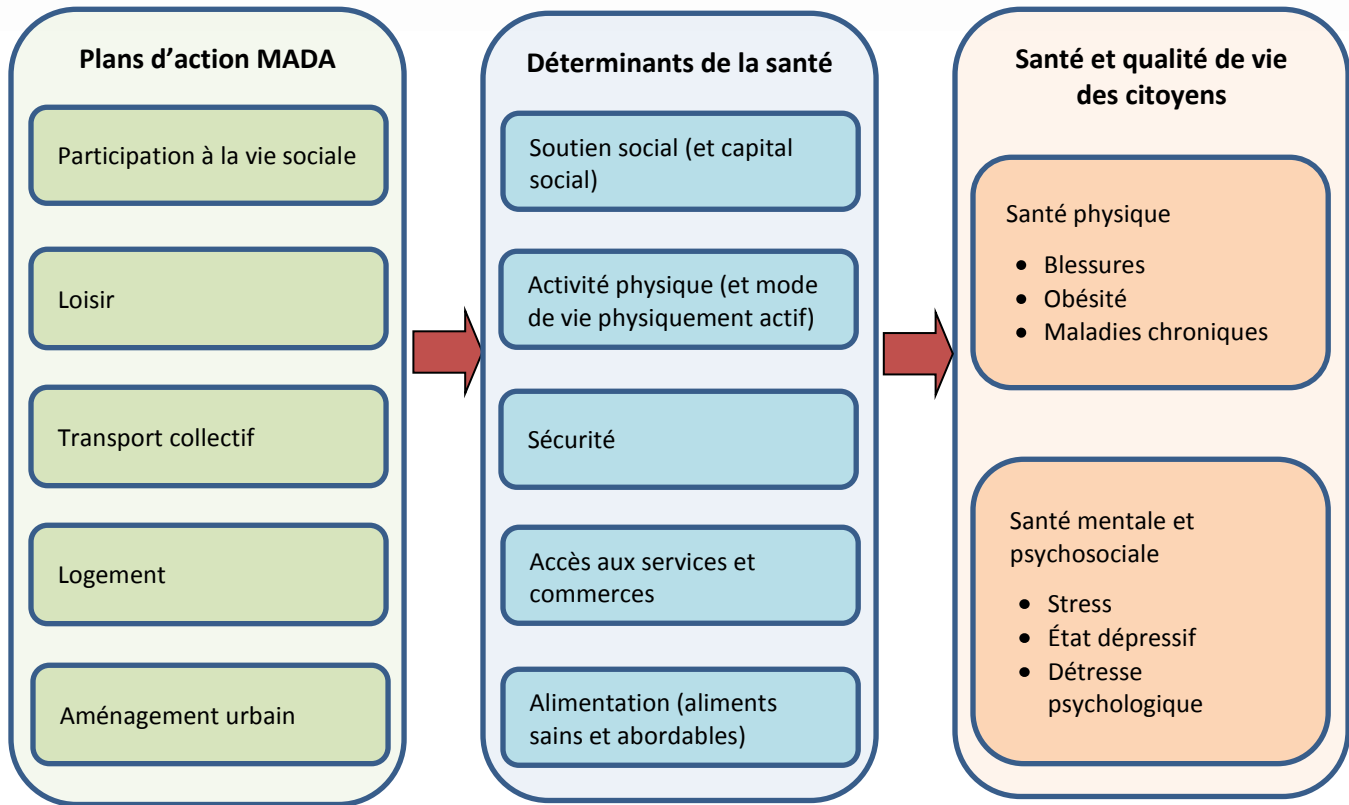 Plans d'action MADA
Participation à la vie sociale
Loisir
Transport collectif
Logement
Aménagement urbain
Déterminants de la santé
Soutien social (et capital
social)
Activité physique (et mode
de vie physiquement actif)
Sécurité
Accès aux services et
commerces
Alimentation (aliments
sains et abordables)
Santé et qualité de vie
des citoyens
Santé physique
• Blessures
• Obésité
• Maladies chroniques
Santé mentale et
psychosociale
• Stress
• État dépressif
• Détresse
psychologique